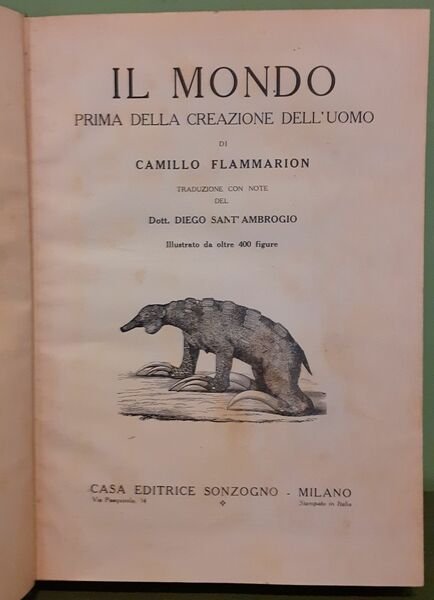 IL MONDO
PRIMA DELLA CREAZIONE DELL'UOMO
DI
CAMILLO FLAMMARION
TRADUZIONE CON NOTE
DEL
Dott. DIEGO SANT'AMBROGIO
Illustrato da oltre 400 figure
CASA EDITRICE SONZOGNO - MILANO
Via Pasquirolo, 14
Stampato in Italia